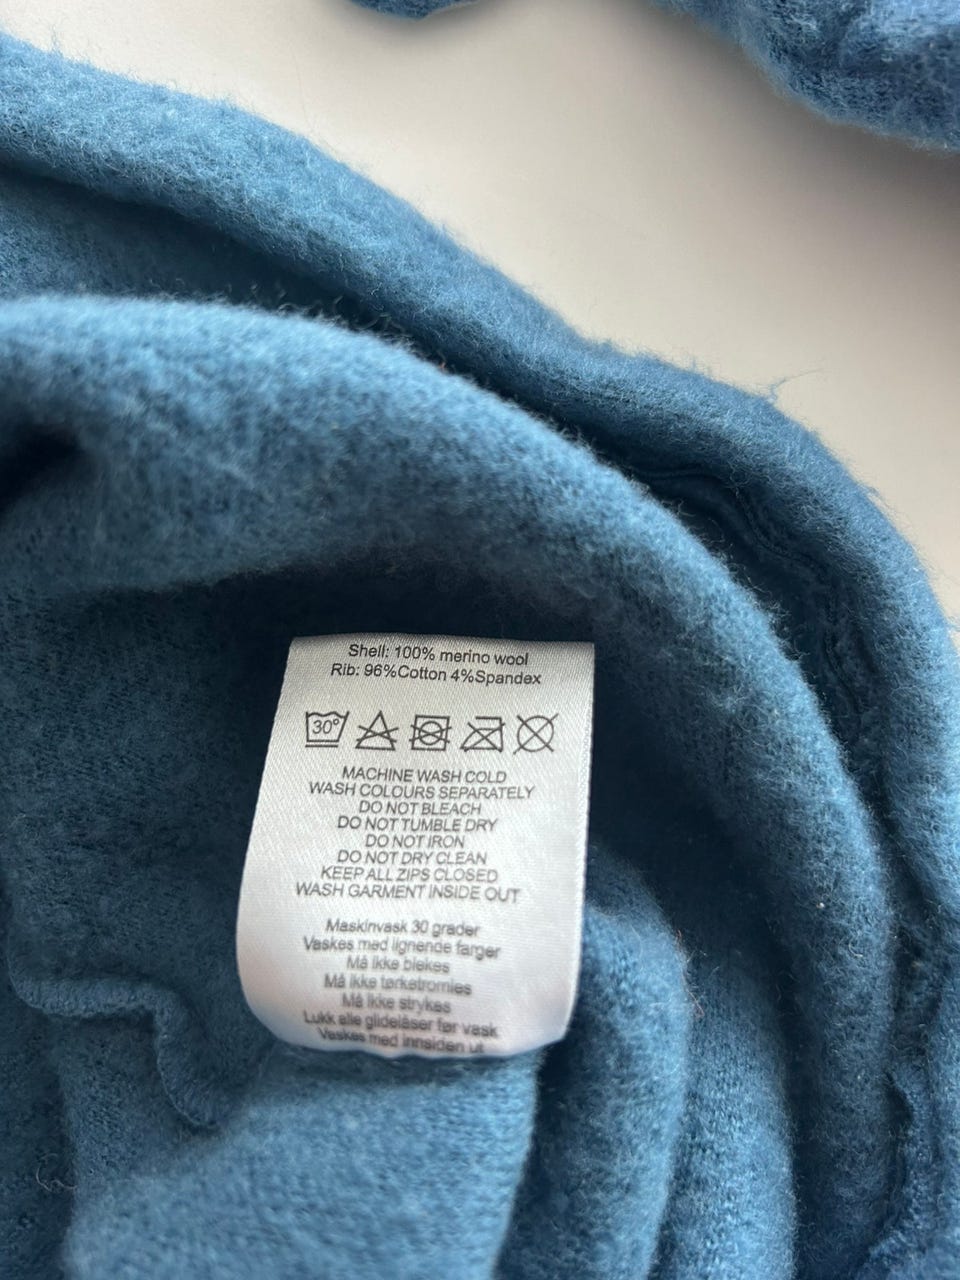 Shell: 100% merino wool
Rib: 96%Cotton 4%Spandex
30°
MACHINE WASH COLD
WASH COLOURS SEPARATELY
DO NOT BLEACH
DO NOT TUMBLE DRY
DO NOT IRON
DO NOT DRY CLEAN
KEEP ALL ZIPS CLOSED
WASH GARMENT INSIDE OUT
Maskinvask 30 grader
Vaskes med lignende farger
Må ikke blekes
Må ikke tørketromles
Må ikke strykes
Lukk alle glidelåser før vask
Vaskes med innsiden ut